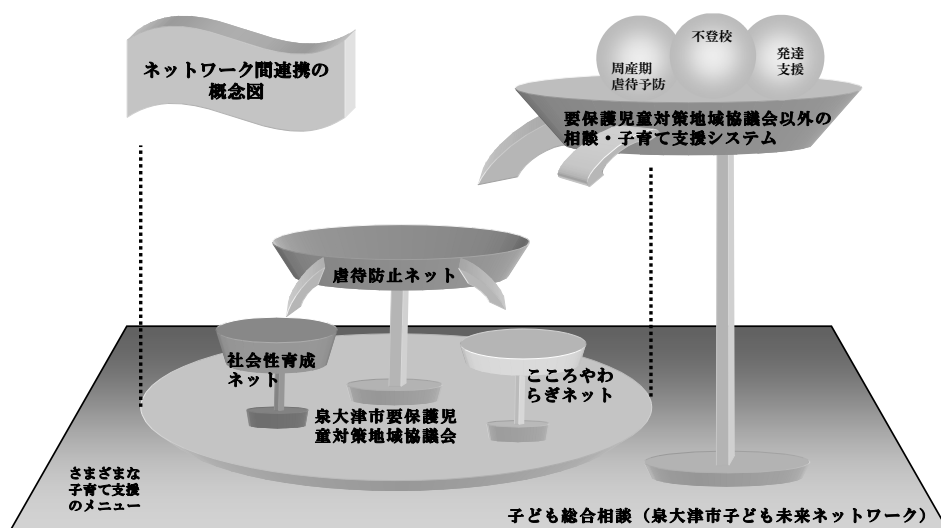 ネットワーク間連携の
概念図
不登校
周産期
虐待予防
発達
支援
要保護児童対策地域協議会以外の
相談・子育て支援システム
虐待防止ネット
社会性育成
ネット
こころやわ
らぎネット
泉大津市要保護児
童対策地域協議会
さまざまな
子育て支援
のメニュー
子ども総合相談（泉大津市子ども未来ネットワーク）